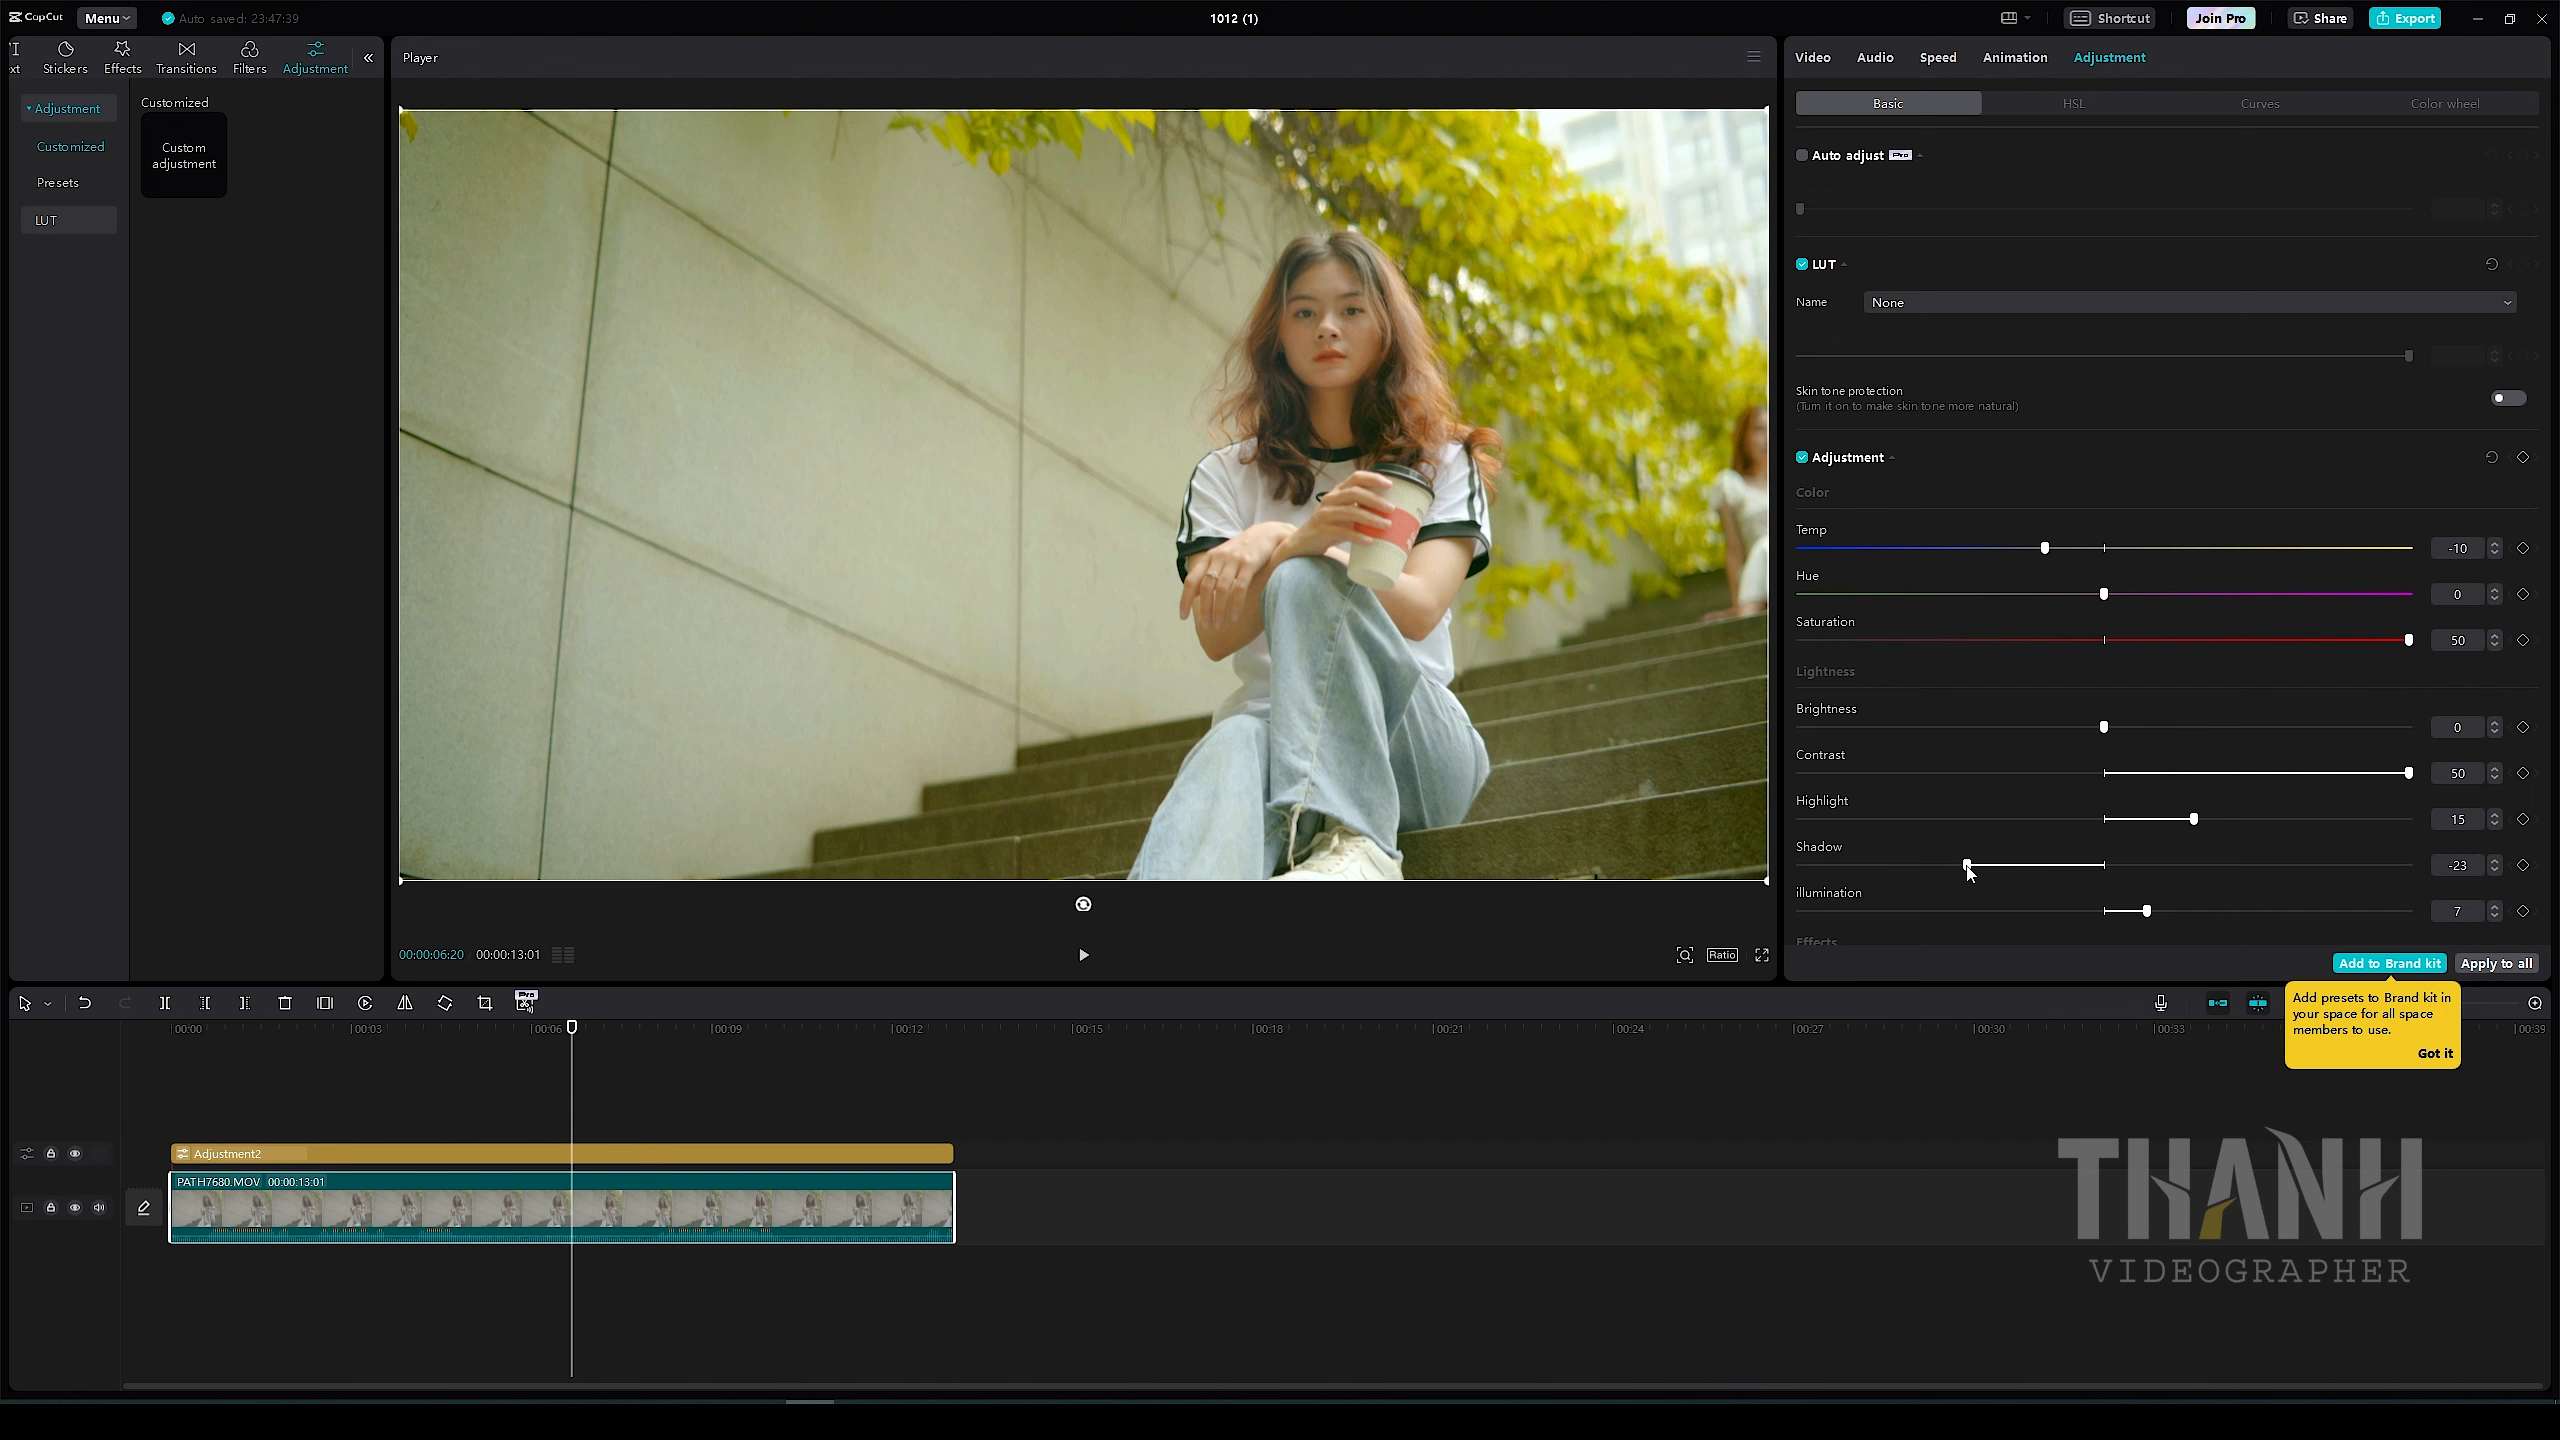 CapCut
Menu
Auto saved: 23:47:39
1012 (1)
Shortcut
Join Pro
Share
Export
xt
Stickers
Effects
Transitions
Filters
Adjustment
Adjustment
Customized
Presets
LUT
Customized
Custom
adjustment
Player
00:00:06:20
00:00:13:01
Ratio
Video
Audio
Speed
Animation
Adjustment
Basic
HSL
Curves
Color wheel
Auto adjust Pro
LUT
Name
None
Skin tone protection
(Turn it on to make skin tone more natural)
Adjustment
Color
Temp
-10
Hue
0
Saturation
50
Lightness
Brightness
0
Contrast
50
Highlight
15
Shadow
-23
illumination
7
Effects
Add to Brand kit
Apply to all
Add presets to Brand kit in
your space for all space
members to use.
Got it
Pro
00:00
00:03
00:06
00:09
00:12
00:15
00:18
00:21
00:24
00:27
00:30
00:33
00:39
Adjustment2
PATH7680.MOV 00:00:13:01
THANH
VIDEOGRAPHER